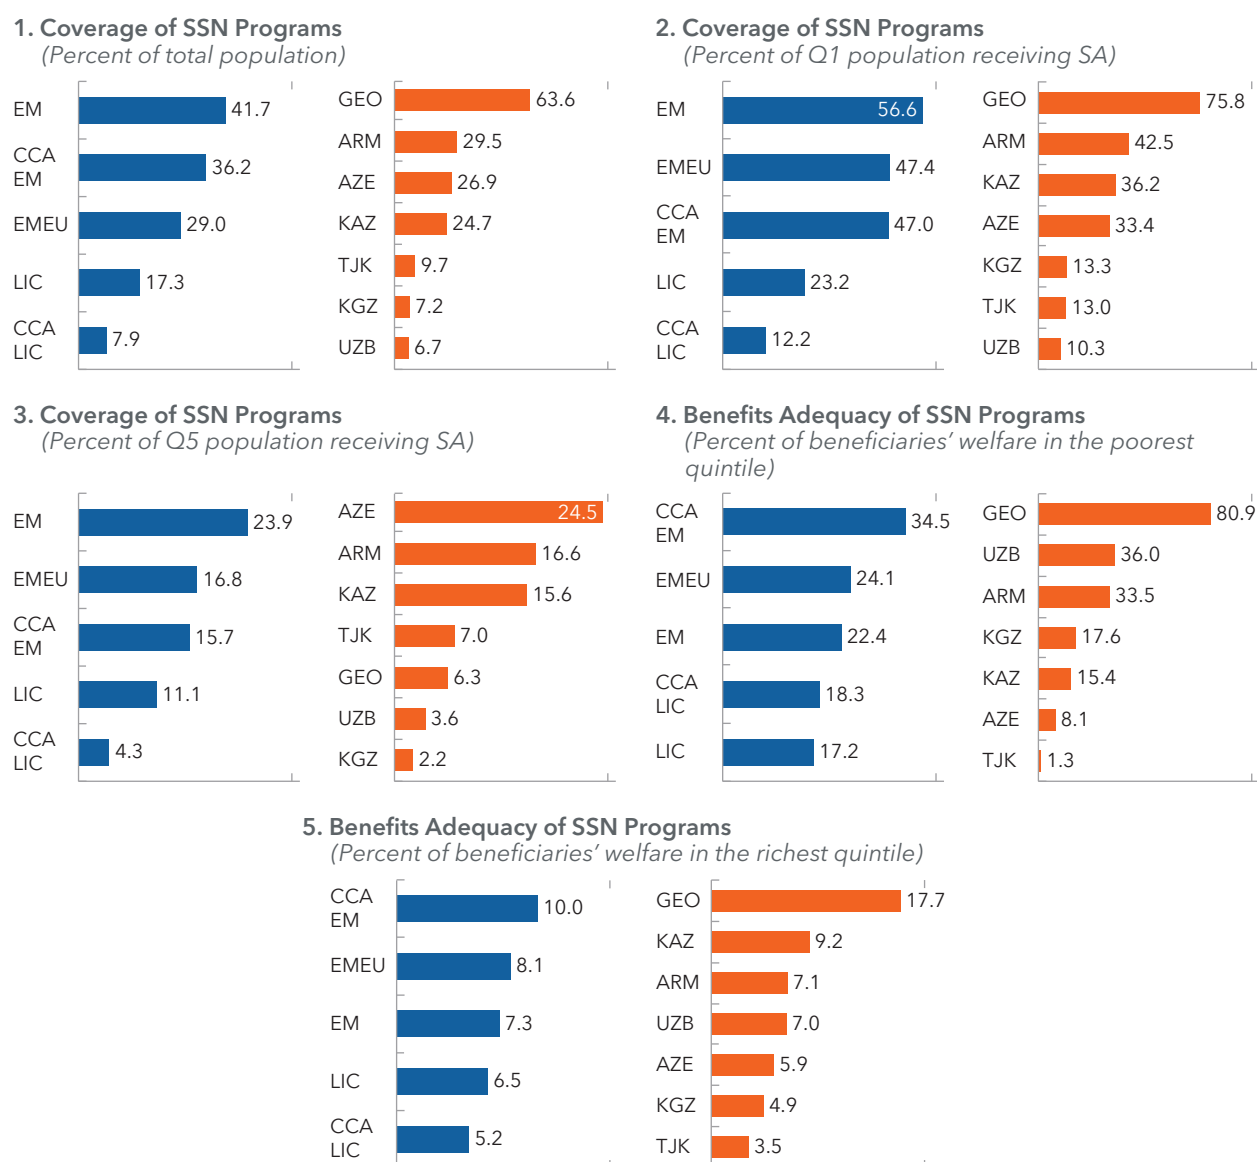 1. Coverage of SSN Programs
(Percent of total population)
EM 41.7
CCA
EM 36.2
EMEU 29.0
LIC 17.3
CCA
LIC 7.9
GEO 63.6
ARM 29.5
AZE 26.9
KAZ 24.7
TJK 9.7
KGZ 7.2
UZB 6.7
2. Coverage of SSN Programs
(Percent of Q1 population receiving SA)
EM 56.6
EMEU 47.4
CCA
EM 47.0
LIC 23.2
CCA
LIC 12.2
GEO 75.8
ARM 42.5
KAZ 36.2
AZE 33.4
KGZ 13.3
TJK 13.0
UZB 10.3
3. Coverage of SSN Programs
(Percent of Q5 population receiving SA)
EM 23.9
EMEU 16.8
CCA
EM 15.7
LIC 11.1
CCA
LIC 4.3
AZE 24.5
ARM 16.6
KAZ 15.6
TJK 7.0
GEO 6.3
UZB 3.6
KGZ 2.2
4. Benefits Adequacy of SSN Programs
(Percent of beneficiaries’ welfare in the poorest
quintile)
CCA
EM 34.5
EMEU 24.1
EM 22.4
CCA
LIC 18.3
LIC 17.2
GEO 80.9
UZB 36.0
ARM 33.5
KGZ 17.6
KAZ 15.4
AZE 8.1
TJK 1.3
5. Benefits Adequacy of SSN Programs
(Percent of beneficiaries’ welfare in the richest quintile)
CCA
EM 10.0
EMEU 8.1
EM 7.3
LIC 6.5
CCA
LIC 5.2
GEO 17.7
KAZ 9.2
ARM 7.1
UZB 7.0
AZE 5.9
KGZ 4.9
TJK 3.5